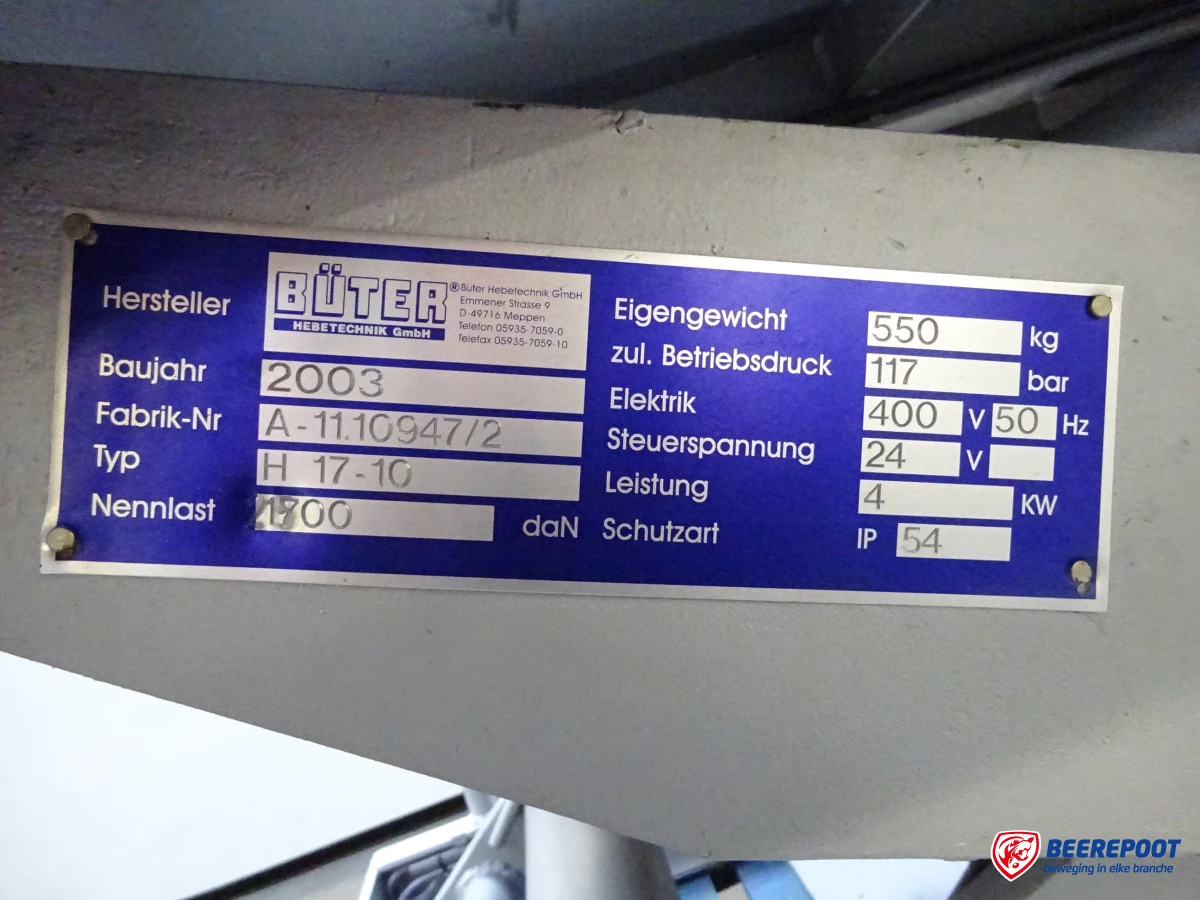 Hersteller
BÜTER®
HEBETECHNIK GmbH
Büter Hebetechnik GmbH
Emmener Strasse 9
D-49716 Meppen
Telefon 05935-7059-0
Telefax 05935-7059-10
Baujahr 2003
Fabrik-Nr A-11.10947/2
Typ H 17-10
Nennlast daN
Eigengewicht 550 kg
zul. Betriebsdruck 117 bar
Elektrik 400 V 50 Hz
Steuerspannung 24 V
Leistung 4 KW
Schutzart IP 54
BEEREPOOT
beweging in elke branche